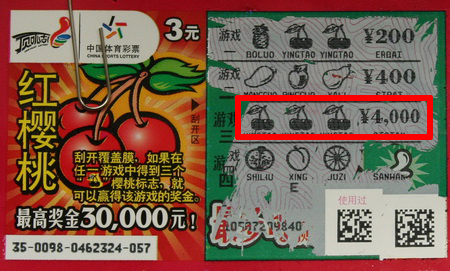 顶呱刮
中国体育彩票
CHINA SPORTS LOTTERY
3元
红樱桃
刮开区
刮开覆盖膜,如果在
任一游戏中得到三个
“ ”樱桃标志,就
可以赢得该游戏的奖金。
最高奖金30,000元!
35-0098-0462324-057
游戏一
¥200
BOLUO YINGTAO YINGTAO ERBAI
游戏
¥400
游戏三
¥4,000
游戏四
SHILIU XING JUZI SANHAN
使用过